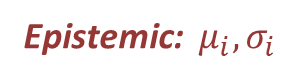 Epistemic: μᵢ, σᵢ